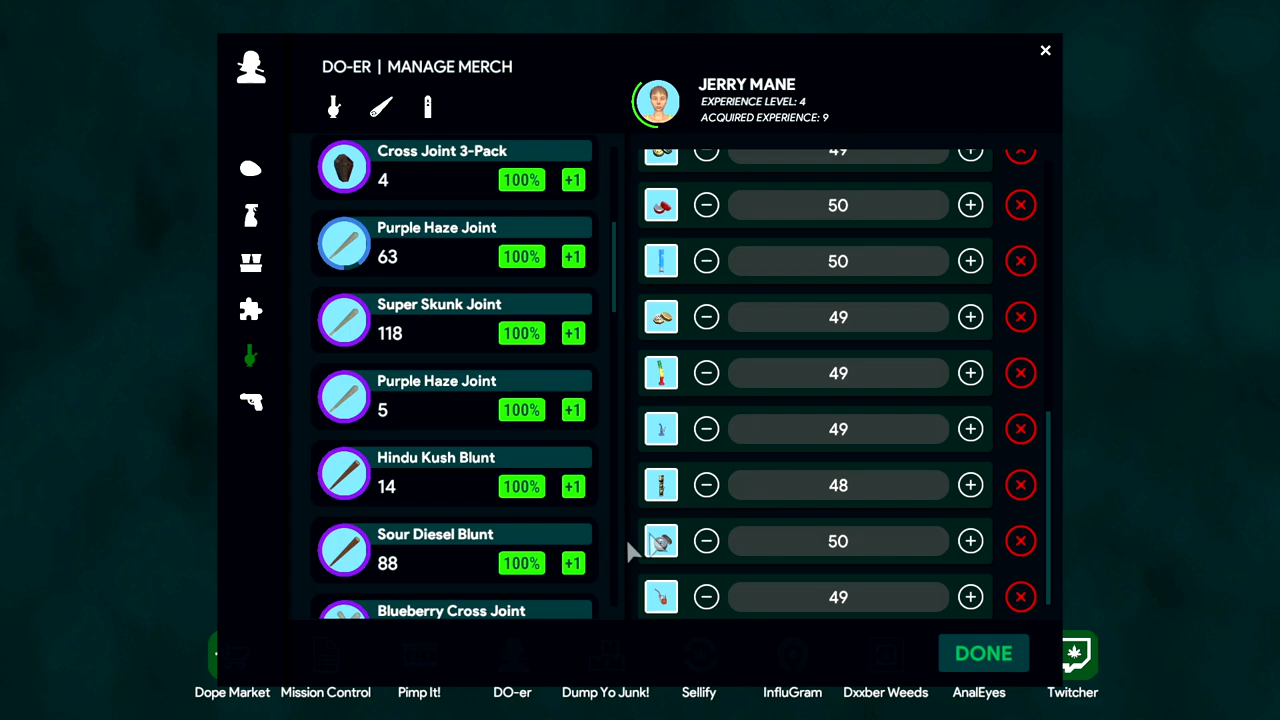 DO-ER | MANAGE MERCH
JERRY MANE
EXPERIENCE LEVEL: 4
ACQUIRED EXPERIENCE: 9
Cross Joint 3-Pack
4 100% +1
Purple Haze Joint
63 100% +1
Super Skunk Joint
118 100% +1
Purple Haze Joint
5 100% +1
Hindu Kush Blunt
14 100% +1
Sour Diesel Blunt
88 100% +1
Blueberry Cross Joint
49
50
50
49
49
49
48
50
49
DONE
Dope Market Mission Control Pimp It! DO-er Dump Yo Junk! Sellify InfluGram Dxxber Weeds AnalEyes Twitcher